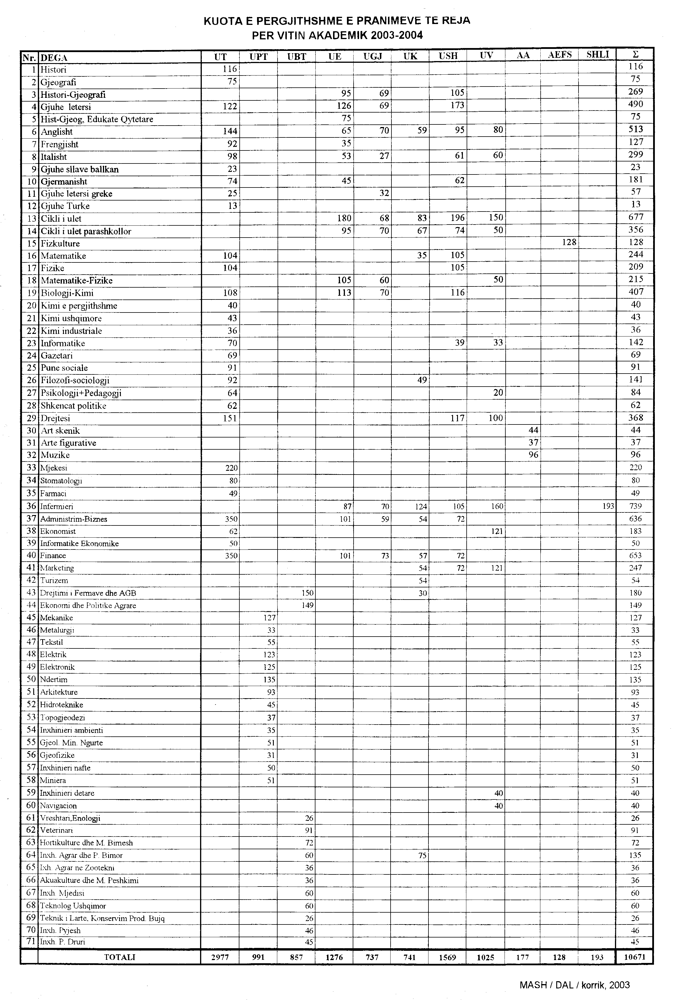 KUOTA E PERGJITHSHME E PRANIMEVE TE REJA
PER VITIN AKADEMIK 2003-2004
Nr. DEGA UT UPT UBT UE UGJ UK USH UV AA AEFS SHLI Σ
1 Histori 116 116
2 Gjeografi 75 75
3 Histori-Gjeografi 95 69 105 269
4 Gjuhe letersi 122 126 69 173 490
5 Hist-Gjeog, Edukate Qytetare 75 75
6 Anglisht 144 65 70 59 95 80 513
7 Frengjisht 92 35 127
8 Italisht 98 53 27 61 60 299
9 Gjuhe sllave ballkan 23 23
10 Gjermanisht 74 45 62 181
11 Gjuhe letersi greke 25 32 57
12 Gjuhe Turke 13 13
13 Cikli i ulet 180 68 83 196 150 677
14 Cikli i ulet parashkollor 95 70 67 74 50 356
15 Fizkulture 128 128
16 Matematike 104 35 105 244
17 Fizike 104 105 209
18 Matematike-Fizike 105 60 50 215
19 Biologji-Kimi 108 113 70 116 407
20 Kimi e pergjithshme 40 40
21 Kimi ushqimore 43 43
22 Kimi industriale 36 36
23 Informatike 70 39 33 142
24 Gazetari 69 69
25 Pune sociale 91 91
26 Filozofi-sociologji 92 49 141
27 Psikologji+Pedagogji 64 20 84
28 Shkencat politike 62 62
29 Drejtesi 151 117 100 368
30 Art skenik 44 44
31 Arte figurative 37 37
32 Muzike 96 96
33 Mjekesi 220 220
34 Stomatologji 80 80
35 Farmaci 49 49
36 Infermieri 87 70 124 105 160 193 739
37 Administrim-Biznes 350 101 59 54 72 636
38 Ekonomist 62 121 183
39 Informatike Ekonomike 50 50
40 Finance 350 101 73 57 72 653
41 Marketing 54 72 121 247
42 Turizem 54 54
43 Drejtimi i Fermave dhe AGB 150 30 180
44 Ekonomi dhe Politike Agrare 149 149
45 Mekanike 127 127
46 Metalurgji 33 33
47 Tekstil 55 55
48 Elektrik 123 123
49 Elektronik 125 125
50 Ndertim 135 135
51 Arkitekture 93 93
52 Hidroteknike 45 45
53 Topogjeodezi 37 37
54 Inxhinieri ambienti 35 35
55 Gjeol. Min. Ngurte 51 51
56 Gjeofizike 31 31
57 Inxhinieri nafte 50 50
58 Miniera 51 51
59 Inxhinieri detare 40 40
60 Navigacion 40 40
61 Vreshtari,Enologji 26 26
62 Veterinari 91 91
63 Hortikulture dhe M. Bimesh 72 72
64 Inxh. Agrar dhe P. Bimor 60 75 135
65 Ixh. Agrar ne Zootekni 36 36
66 Akuakulture dhe M. Peshkimi 36 36
67 Inxh. Mjedisi 60 60
68 Teknolog Ushqimor 60 60
69 Teknik i Larte, Konservim Prod. Bujq 26 26
70 Inxh. Pyjesh 46 46
71 Inxh. P. Druri 45 45
TOTALI 2977 991 857 1276 737 741 1569 1025 177 128 193 10671
MASH / DAL / korrik, 2003